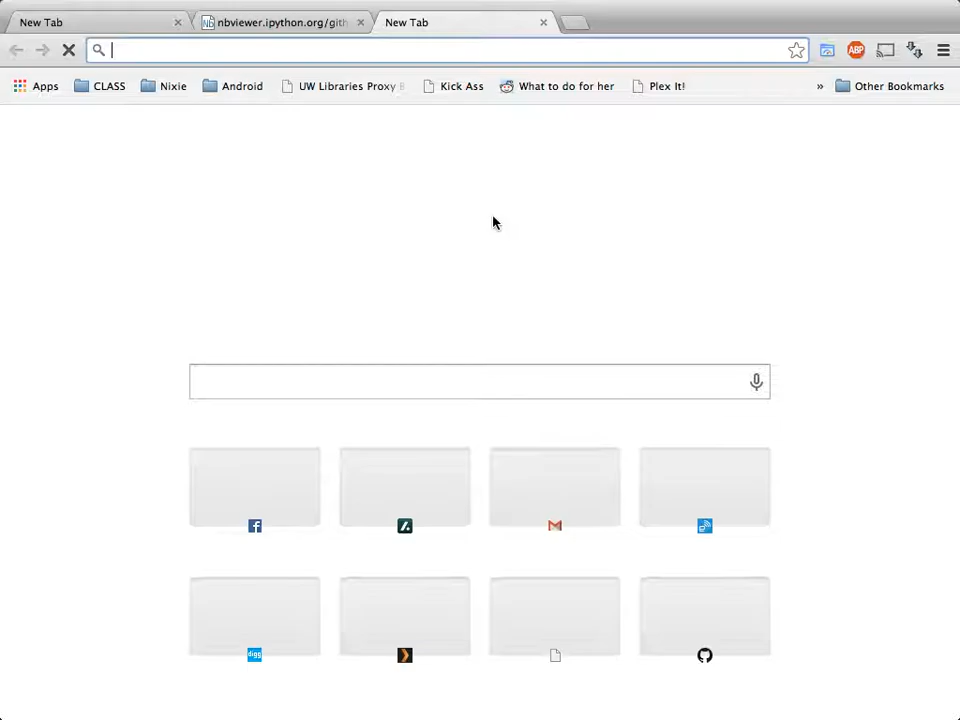 New Tab
nbviewer.ipython.org/gith
New Tab
ABP
Apps
CLASS
Nixie
Android
UW Libraries Proxy
Kick Ass
What to do for her
Plex It!
»
Other Bookmarks
digg